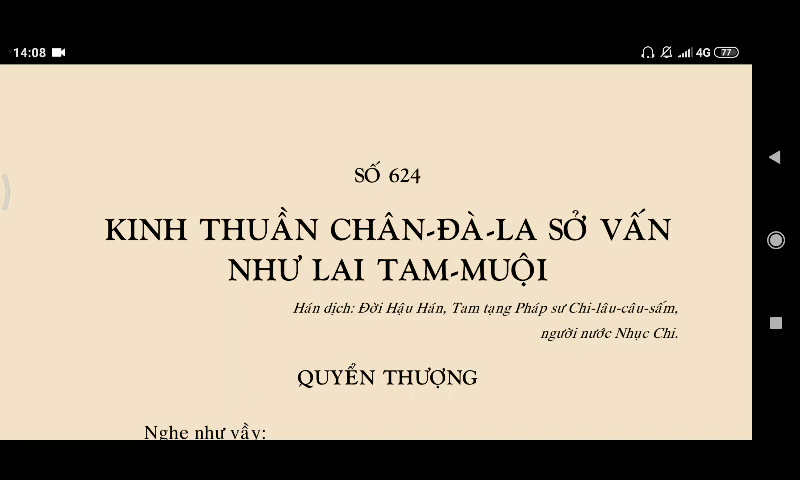 14:08
4G 77
SỐ 624
KINH THUẦN CHÂN-ĐÀ-LA SỞ VẤN
NHƯ LAI TAM-MUỘI
Hán dịch: Đời Hậu Hán, Tam tạng Pháp sư Chi-lâu-câu-sấm,
người nước Nhục Chi.
QUYỂN THƯỢNG
Nghe như vầy: